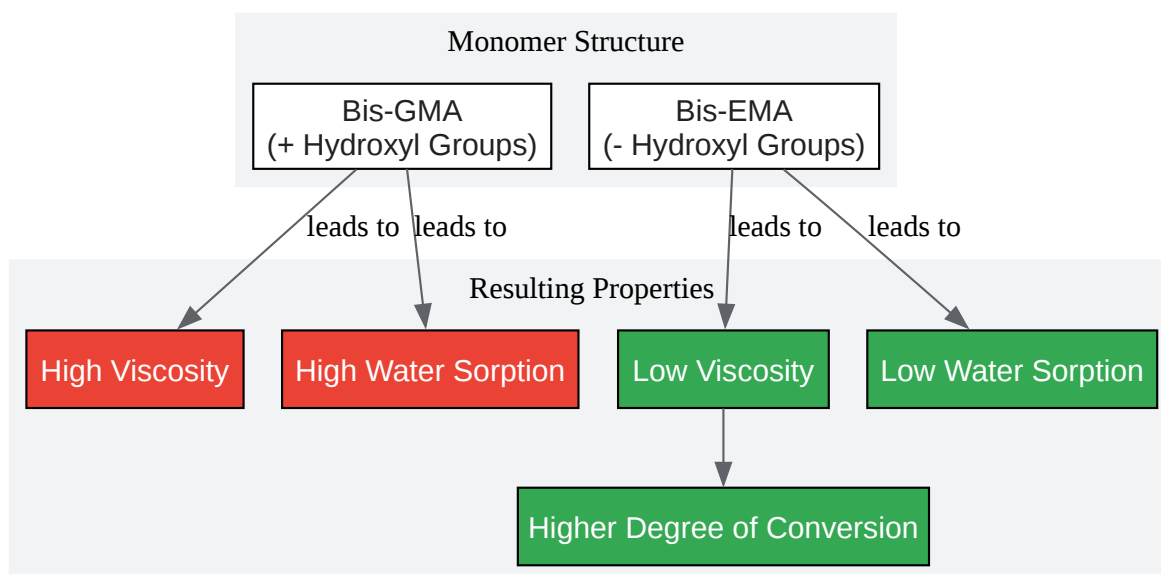 Monomer Structure
Bis-GMA
(+ Hydroxyl Groups)
Bis-EMA
(- Hydroxyl Groups)
leads to
leads to
leads to
leads to
Resulting Properties
High Viscosity
High Water Sorption
Low Viscosity
Low Water Sorption
Higher Degree of Conversion